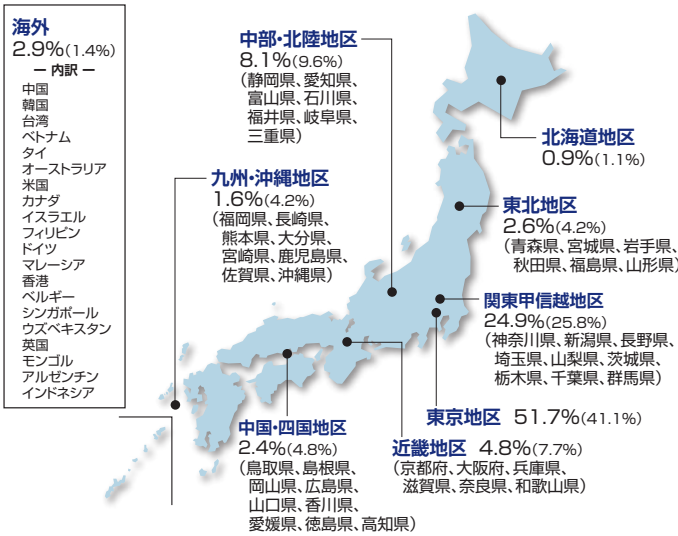 海外
2.9%(1.4%)
― 内訳 ―
中国
韓国
台湾
ベトナム
タイ
オーストラリア
米国
カナダ
イスラエル
フィリピン
ドイツ
マレーシア
香港
ベルギー
シンガポール
ウズベキスタン
英国
モンゴル
アルゼンチン
インドネシア
中部・北陸地区
8.1%(9.6%)
(静岡県、愛知県、
富山県、石川県、
福井県、岐阜県、
三重県)
北海道地区
0.9%(1.1%)
九州・沖縄地区
1.6%(4.2%)
(福岡県、長崎県、
熊本県、大分県、
宮崎県、鹿児島県、
佐賀県、沖縄県)
東北地区
2.6%(4.2%)
(青森県、宮城県、岩手県、
秋田県、福島県、山形県)
関東甲信越地区
24.9%(25.8%)
(神奈川県、新潟県、長野県、
埼玉県、山梨県、茨城県、
栃木県、千葉県、群馬県)
東京地区 51.7%(41.1%)
中国・四国地区
2.4%(4.8%)
(鳥取県、島根県、
岡山県、広島県、
山口県、香川県、
愛媛県、徳島県、高知県)
近畿地区 4.8%(7.7%)
(京都府、大阪府、兵庫県、
滋賀県、奈良県、和歌山県)